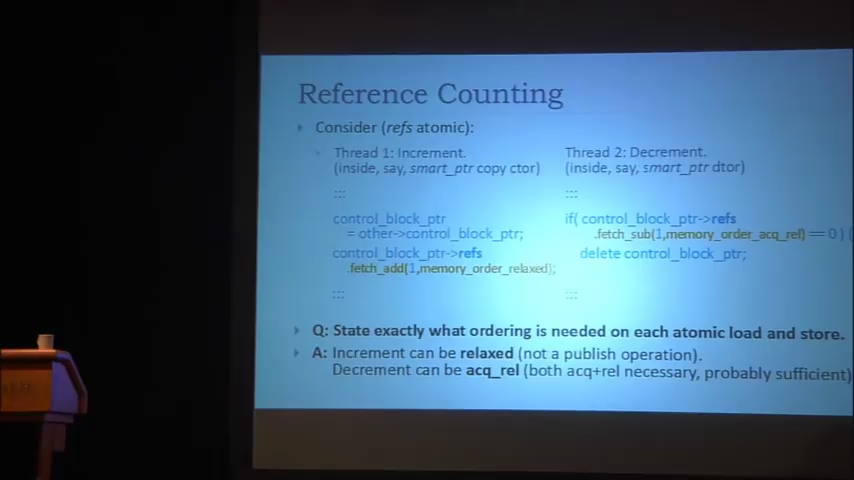 Reference Counting
Consider (refs atomic):
Thread 1: Increment.
(inside, say, smart_ptr copy ctor)
:::
control_block_ptr
= other->control_block_ptr;
control_block_ptr->refs
.fetch_add(1,memory_order_relaxed);
:::
Thread 2: Decrement.
(inside, say, smart_ptr dtor)
:::
if( control_block_ptr->refs
.fetch_sub(1,memory_order_acq_rel) == 0 ) {
delete control_block_ptr;
:::
Q: State exactly what ordering is needed on each atomic load and store.
A: Increment can be relaxed (not a publish operation).
Decrement can be acq_rel (both acq+rel necessary, probably sufficient)